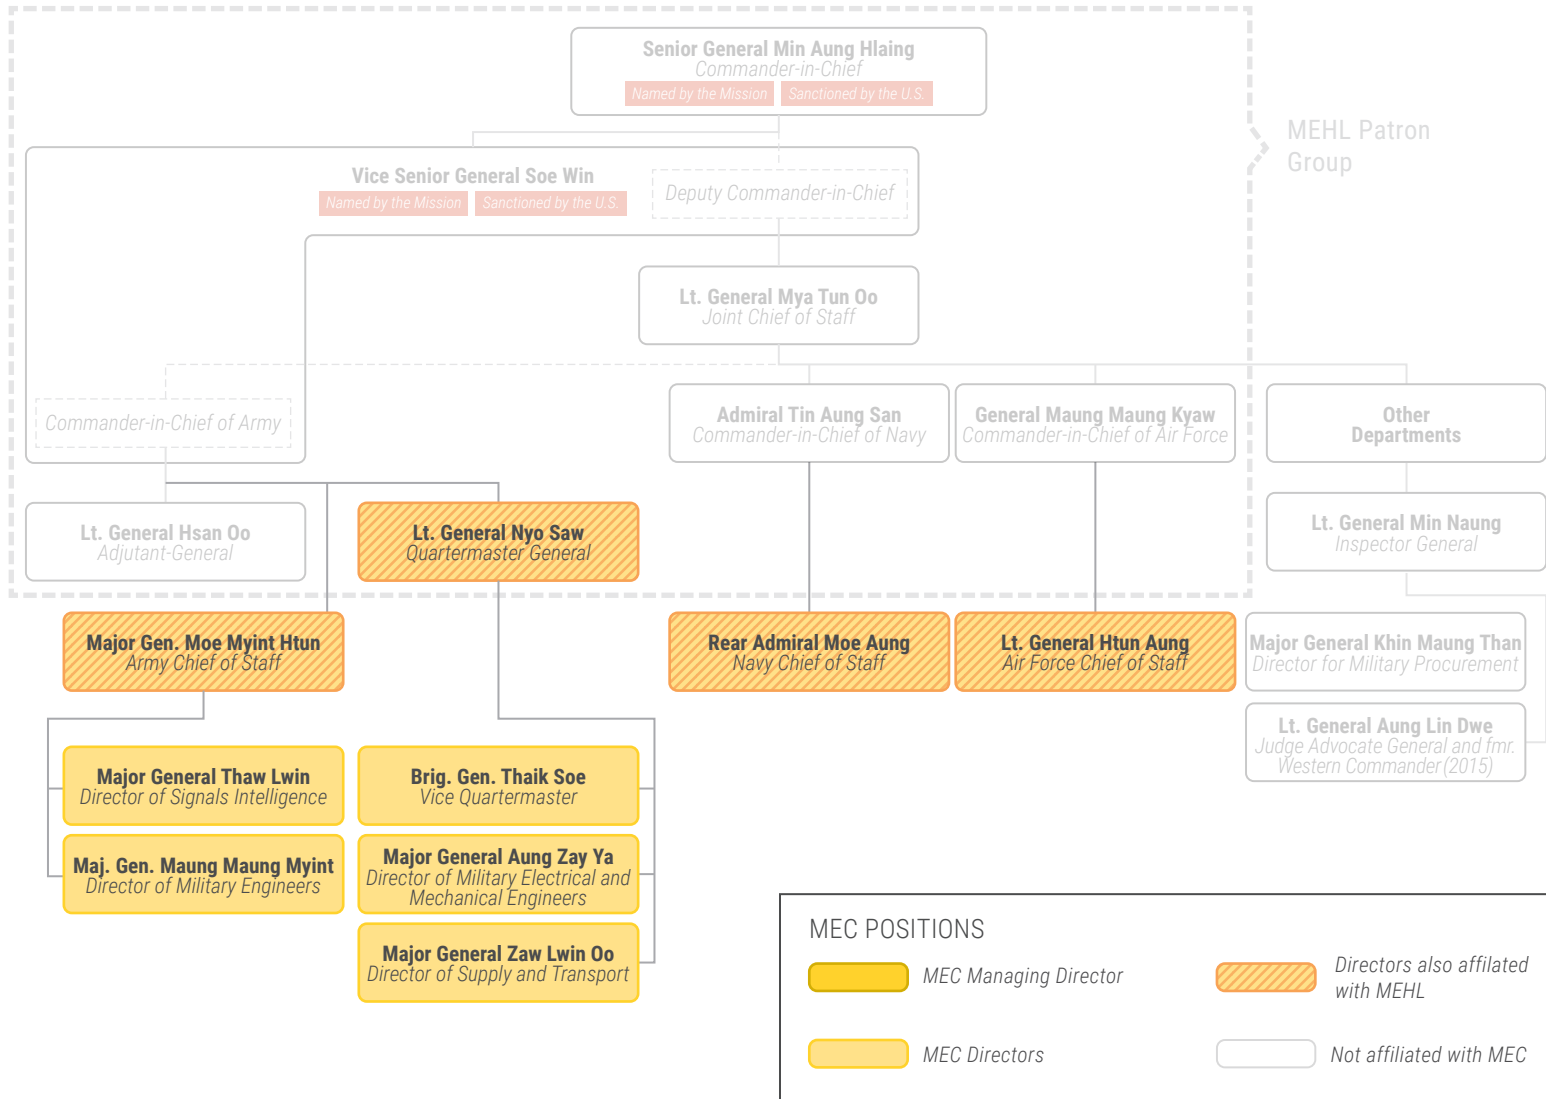 Senior General Min Aung Hlaing
Commander-in-Chief
Named by the Mission
Sanctioned by the U.S.
MEHL Patron
Group
Vice Senior General Soe Win
Named by the Mission
Sanctioned by the U.S.
Deputy Commander-in-Chief
Lt. General Mya Tun Oo
Joint Chief of Staff
Commander-in-Chief of Army
Admiral Tin Aung San
Commander-in-Chief of Navy
General Maung Maung Kyaw
Commander-in-Chief of Air Force
Other
Departments
Lt. General Hsan Oo
Adjutant-General
Lt. General Nyo Saw
Quartermaster General
Lt. General Min Naung
Inspector General
Major Gen. Moe Myint Htun
Army Chief of Staff
Rear Admiral Moe Aung
Navy Chief of Staff
Lt. General Htun Aung
Air Force Chief of Staff
Major General Khin Maung Than
Director for Military Procurement
Lt. General Aung Lin Dwe
Judge Advocate General and fmr.
Western Commander (2015)
Major General Thaw Lwin
Director of Signals Intelligence
Brig. Gen. Thaik Soe
Vice Quartermaster
Maj. Gen. Maung Maung Myint
Director of Military Engineers
Major General Aung Zay Ya
Director of Military Electrical and
Mechanical Engineers
Major General Zaw Lwin Oo
Director of Supply and Transport
MEC POSITIONS
MEC Managing Director
Directors also affilated
with MEHL
MEC Directors
Not affiliated with MEC